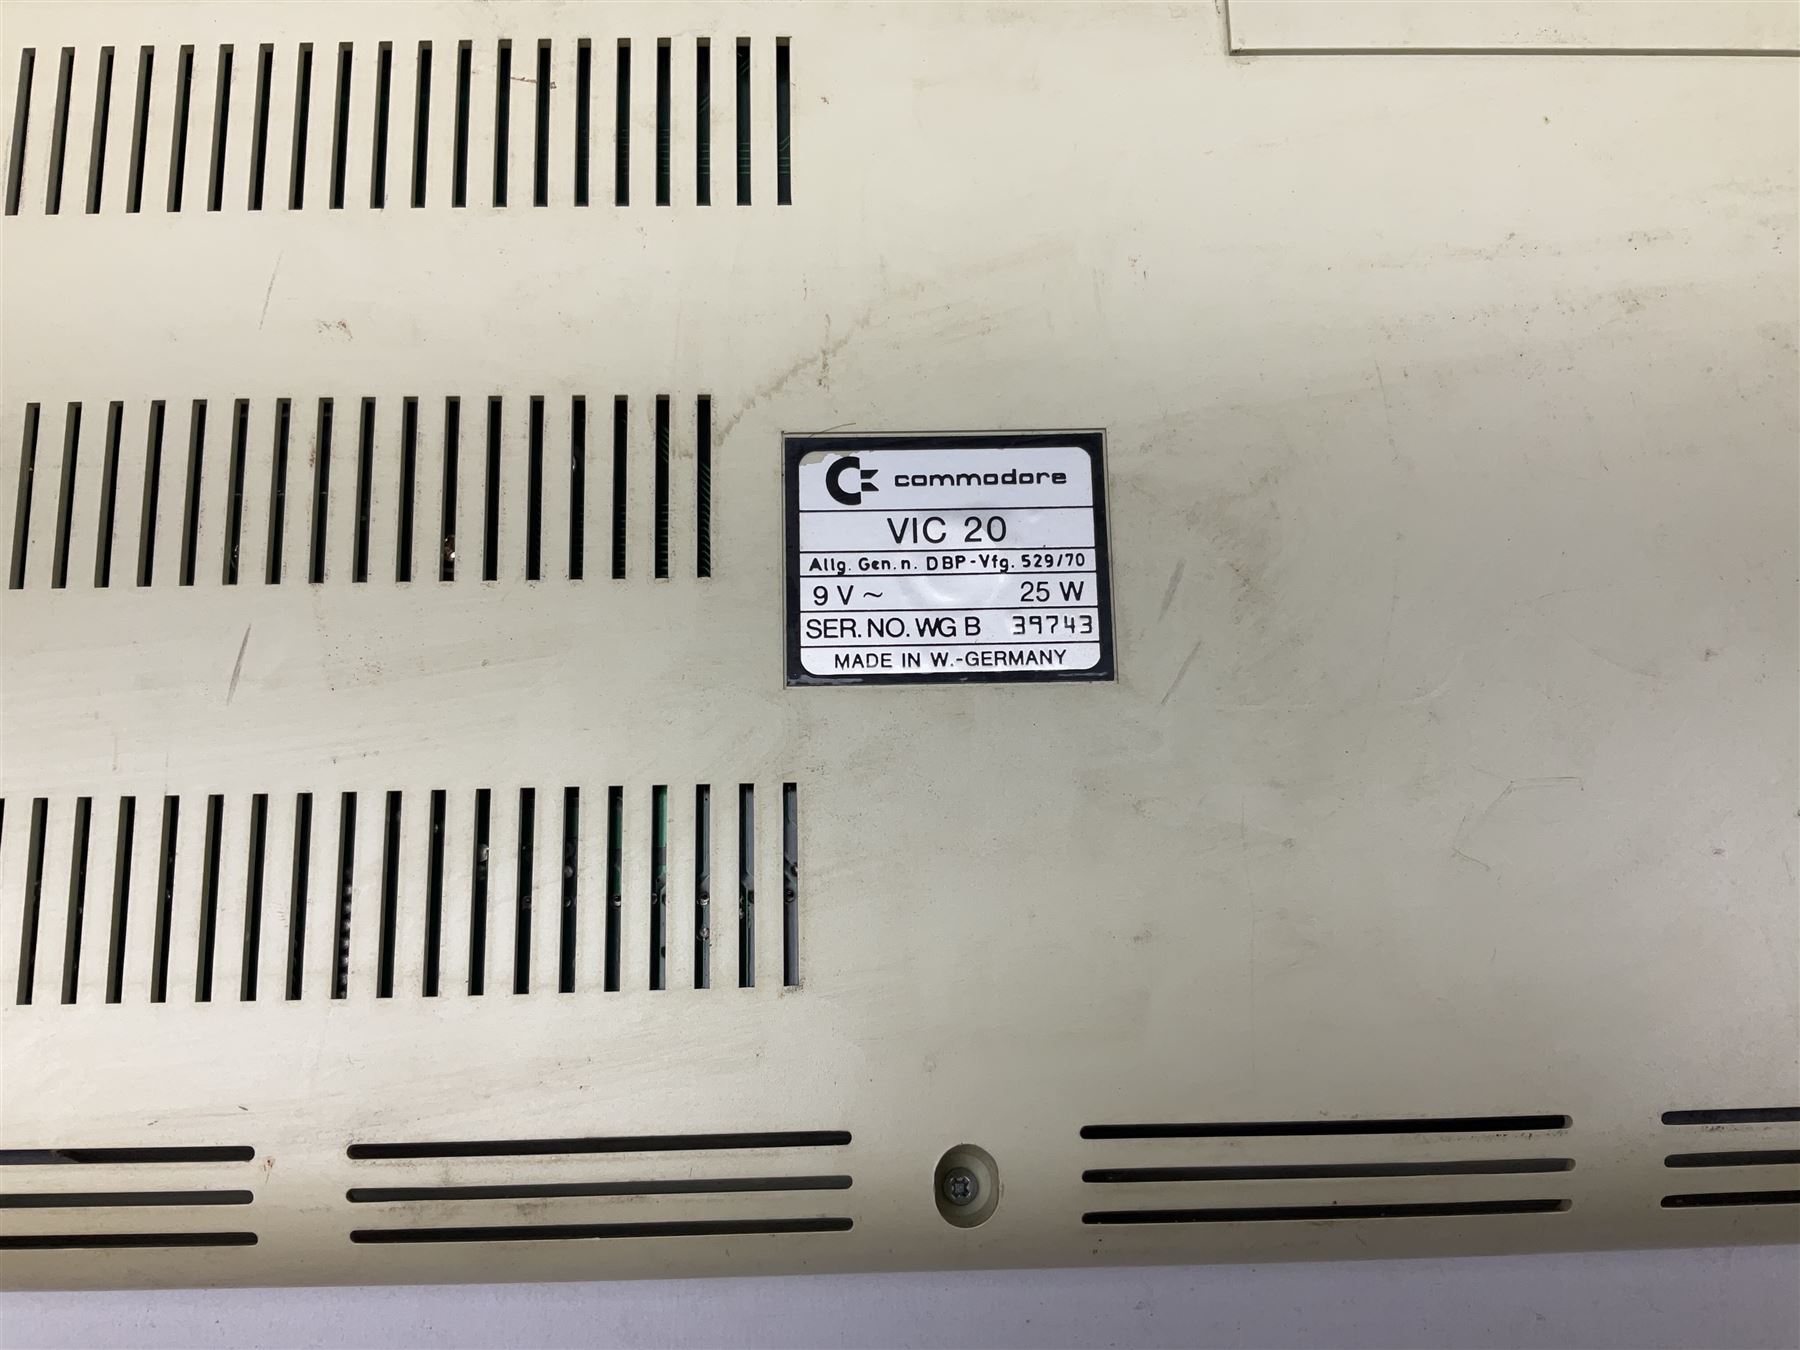 commodore
VIC 20
Allg. Gen. n. DBP-Vfg. 529/70
9 V ~ 25 W
SER. NO. WG B 39743
MADE IN W.-GERMANY